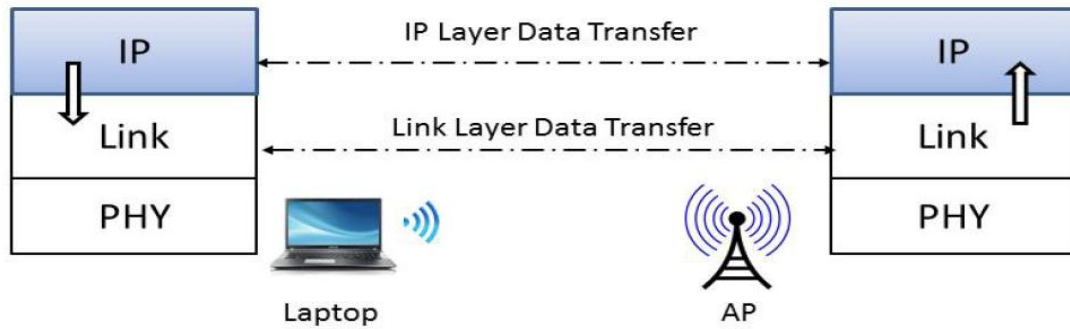 IP
IP Layer Data Transfer
IP
Link
Link Layer Data Transfer
Link
PHY
PHY
Laptop
AP